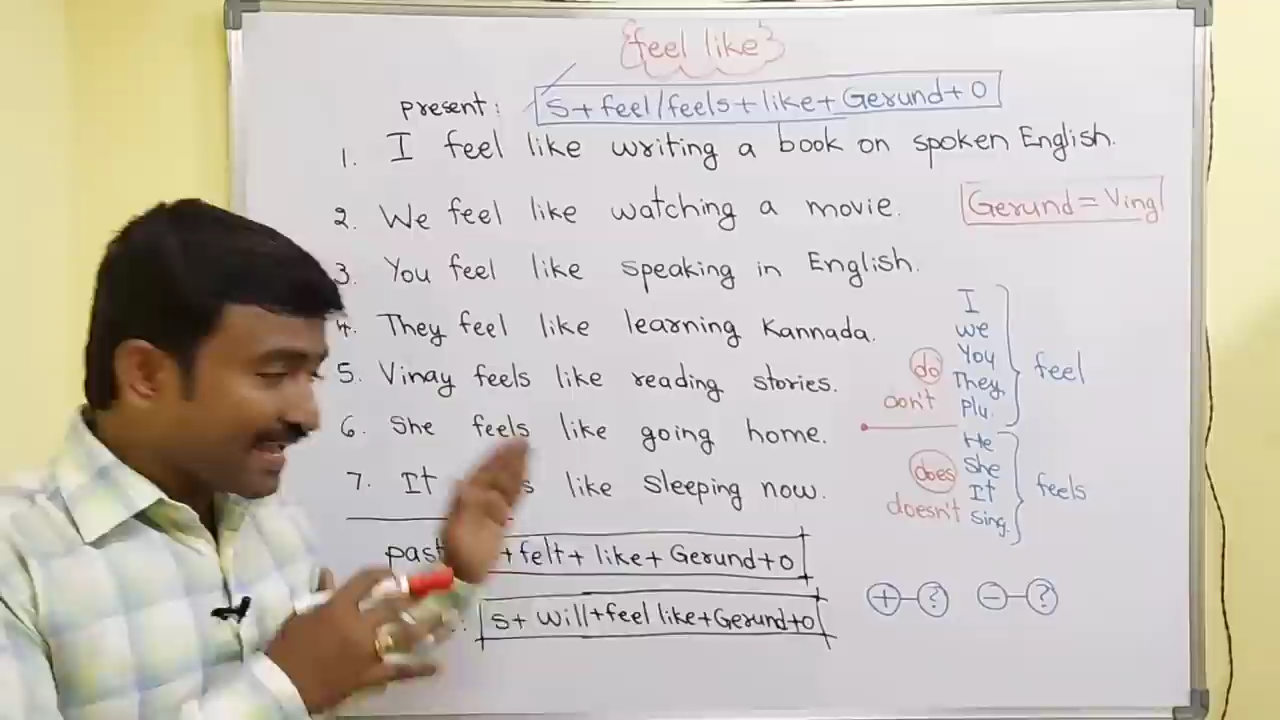 feel like
present: S+ feel/feels+like+Gerund+O
1. I feel like writing a book on spoken English.
2. We feel like watching a movie.
Gerund = Ving
3. You feel like speaking in English.
4. They feel like learning Kannada.
5. Vinay feels like reading stories.
6. She feels like going home.
7. It like sleeping now.
I
we
You
They
Plu.
do
don't
feel
He
She
It
Sing.
does
doesn't
feels
past +felt+ like+ Gerund+O
S+ will+feel like+Gerund+O
+ - ? - - ?